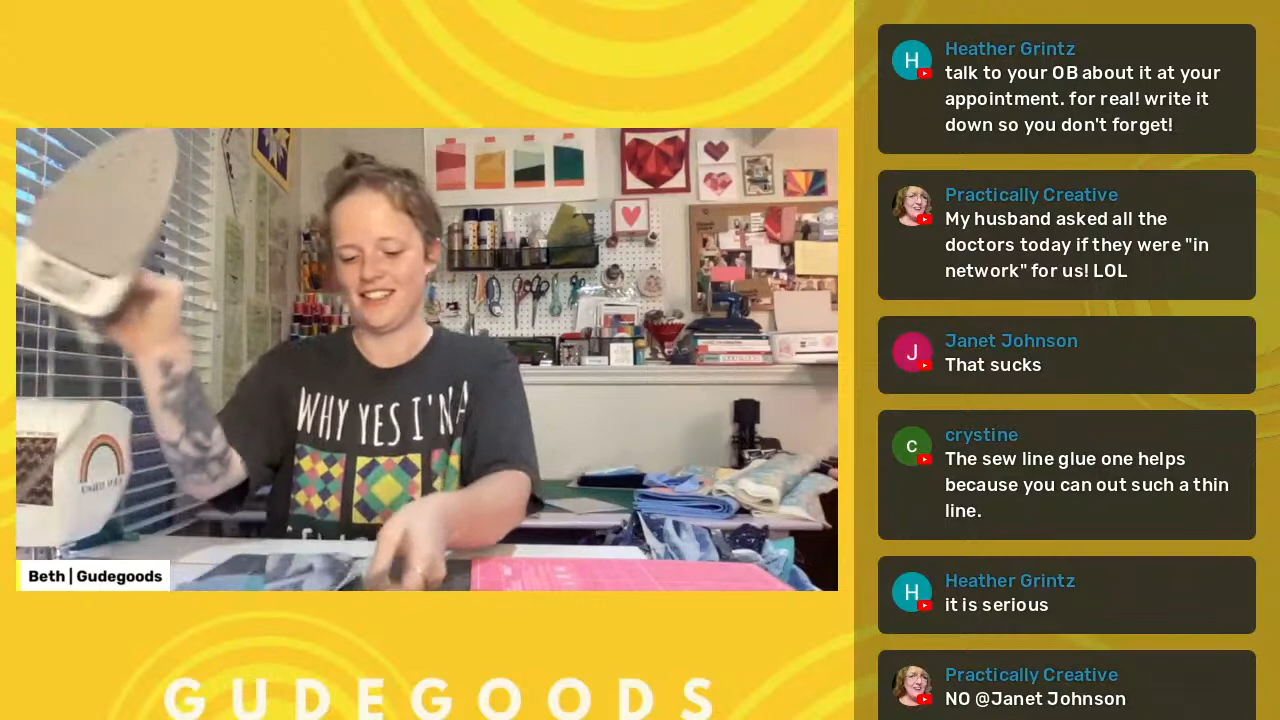 Heather Grintz
talk to your OB about it at your
appointment. for real! write it
down so you don't forget!
Practically Creative
My husband asked all the
doctors today if they were "in
network" for us! LOL
Janet Johnson
That sucks
crystine
The sew line glue one helps
because you can out such a thin
line.
Heather Grintz
it is serious
Practically Creative
NO @Janet Johnson
H
H
J
c
WHY YES I'M A
Beth | Gudegoods
GUDEGOODS